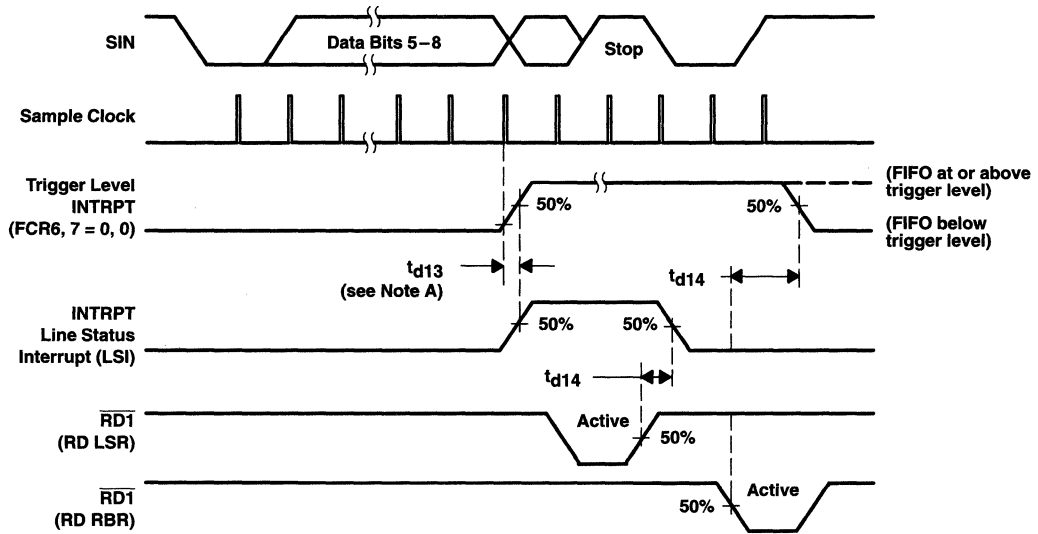 SIN
Data Bits 5–8
Stop
Sample Clock
Trigger Level
INTRPT
(FCR6, 7 = 0, 0)
50%
50%
(FIFO at or above
trigger level)
(FIFO below
trigger level)
td13
(see Note A)
td14
INTRPT
Line Status
Interrupt (LSI)
50%
50%
td14
RD1
(RD LSR)
Active
50%
RD1
(RD RBR)
50%
Active